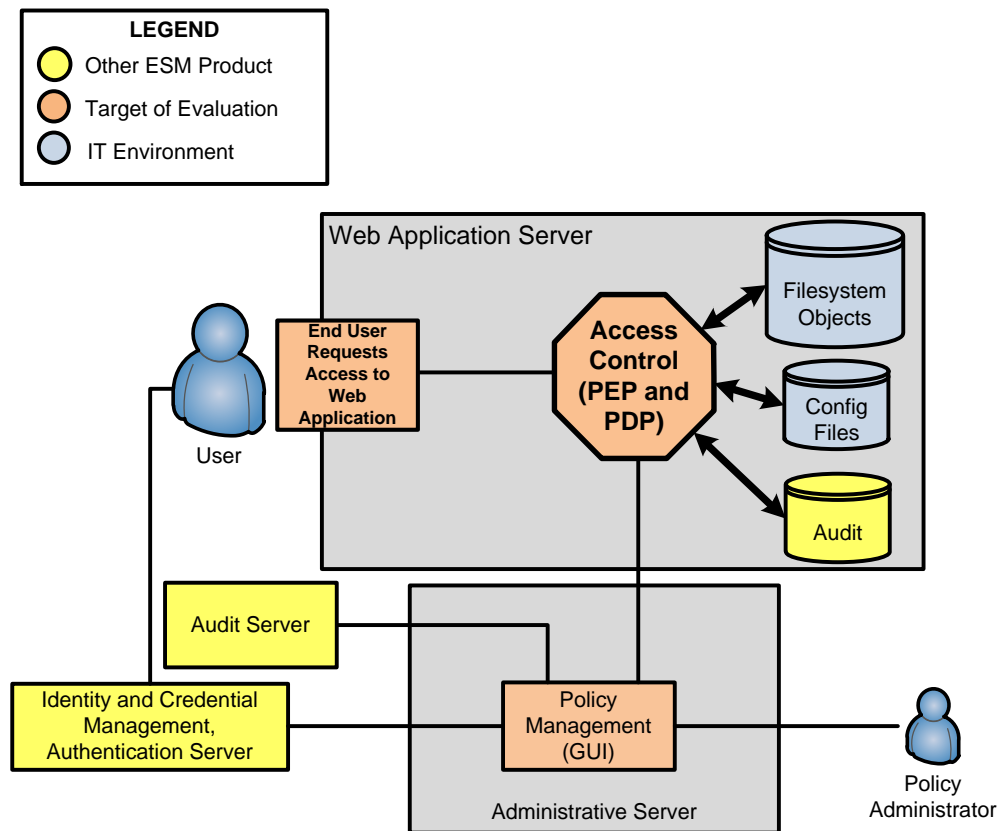 LEGEND
Other ESM Product
Target of Evaluation
IT Environment
Web Application Server
Filesystem
Objects
End User
Requests
Access to
Web
Application
Access
Control
(PEP and
PDP)
Config
Files
User
Audit
Audit Server
Identity and Credential
Management,
Authentication Server
Policy
Management
(GUI)
Policy
Administrator
Administrative Server